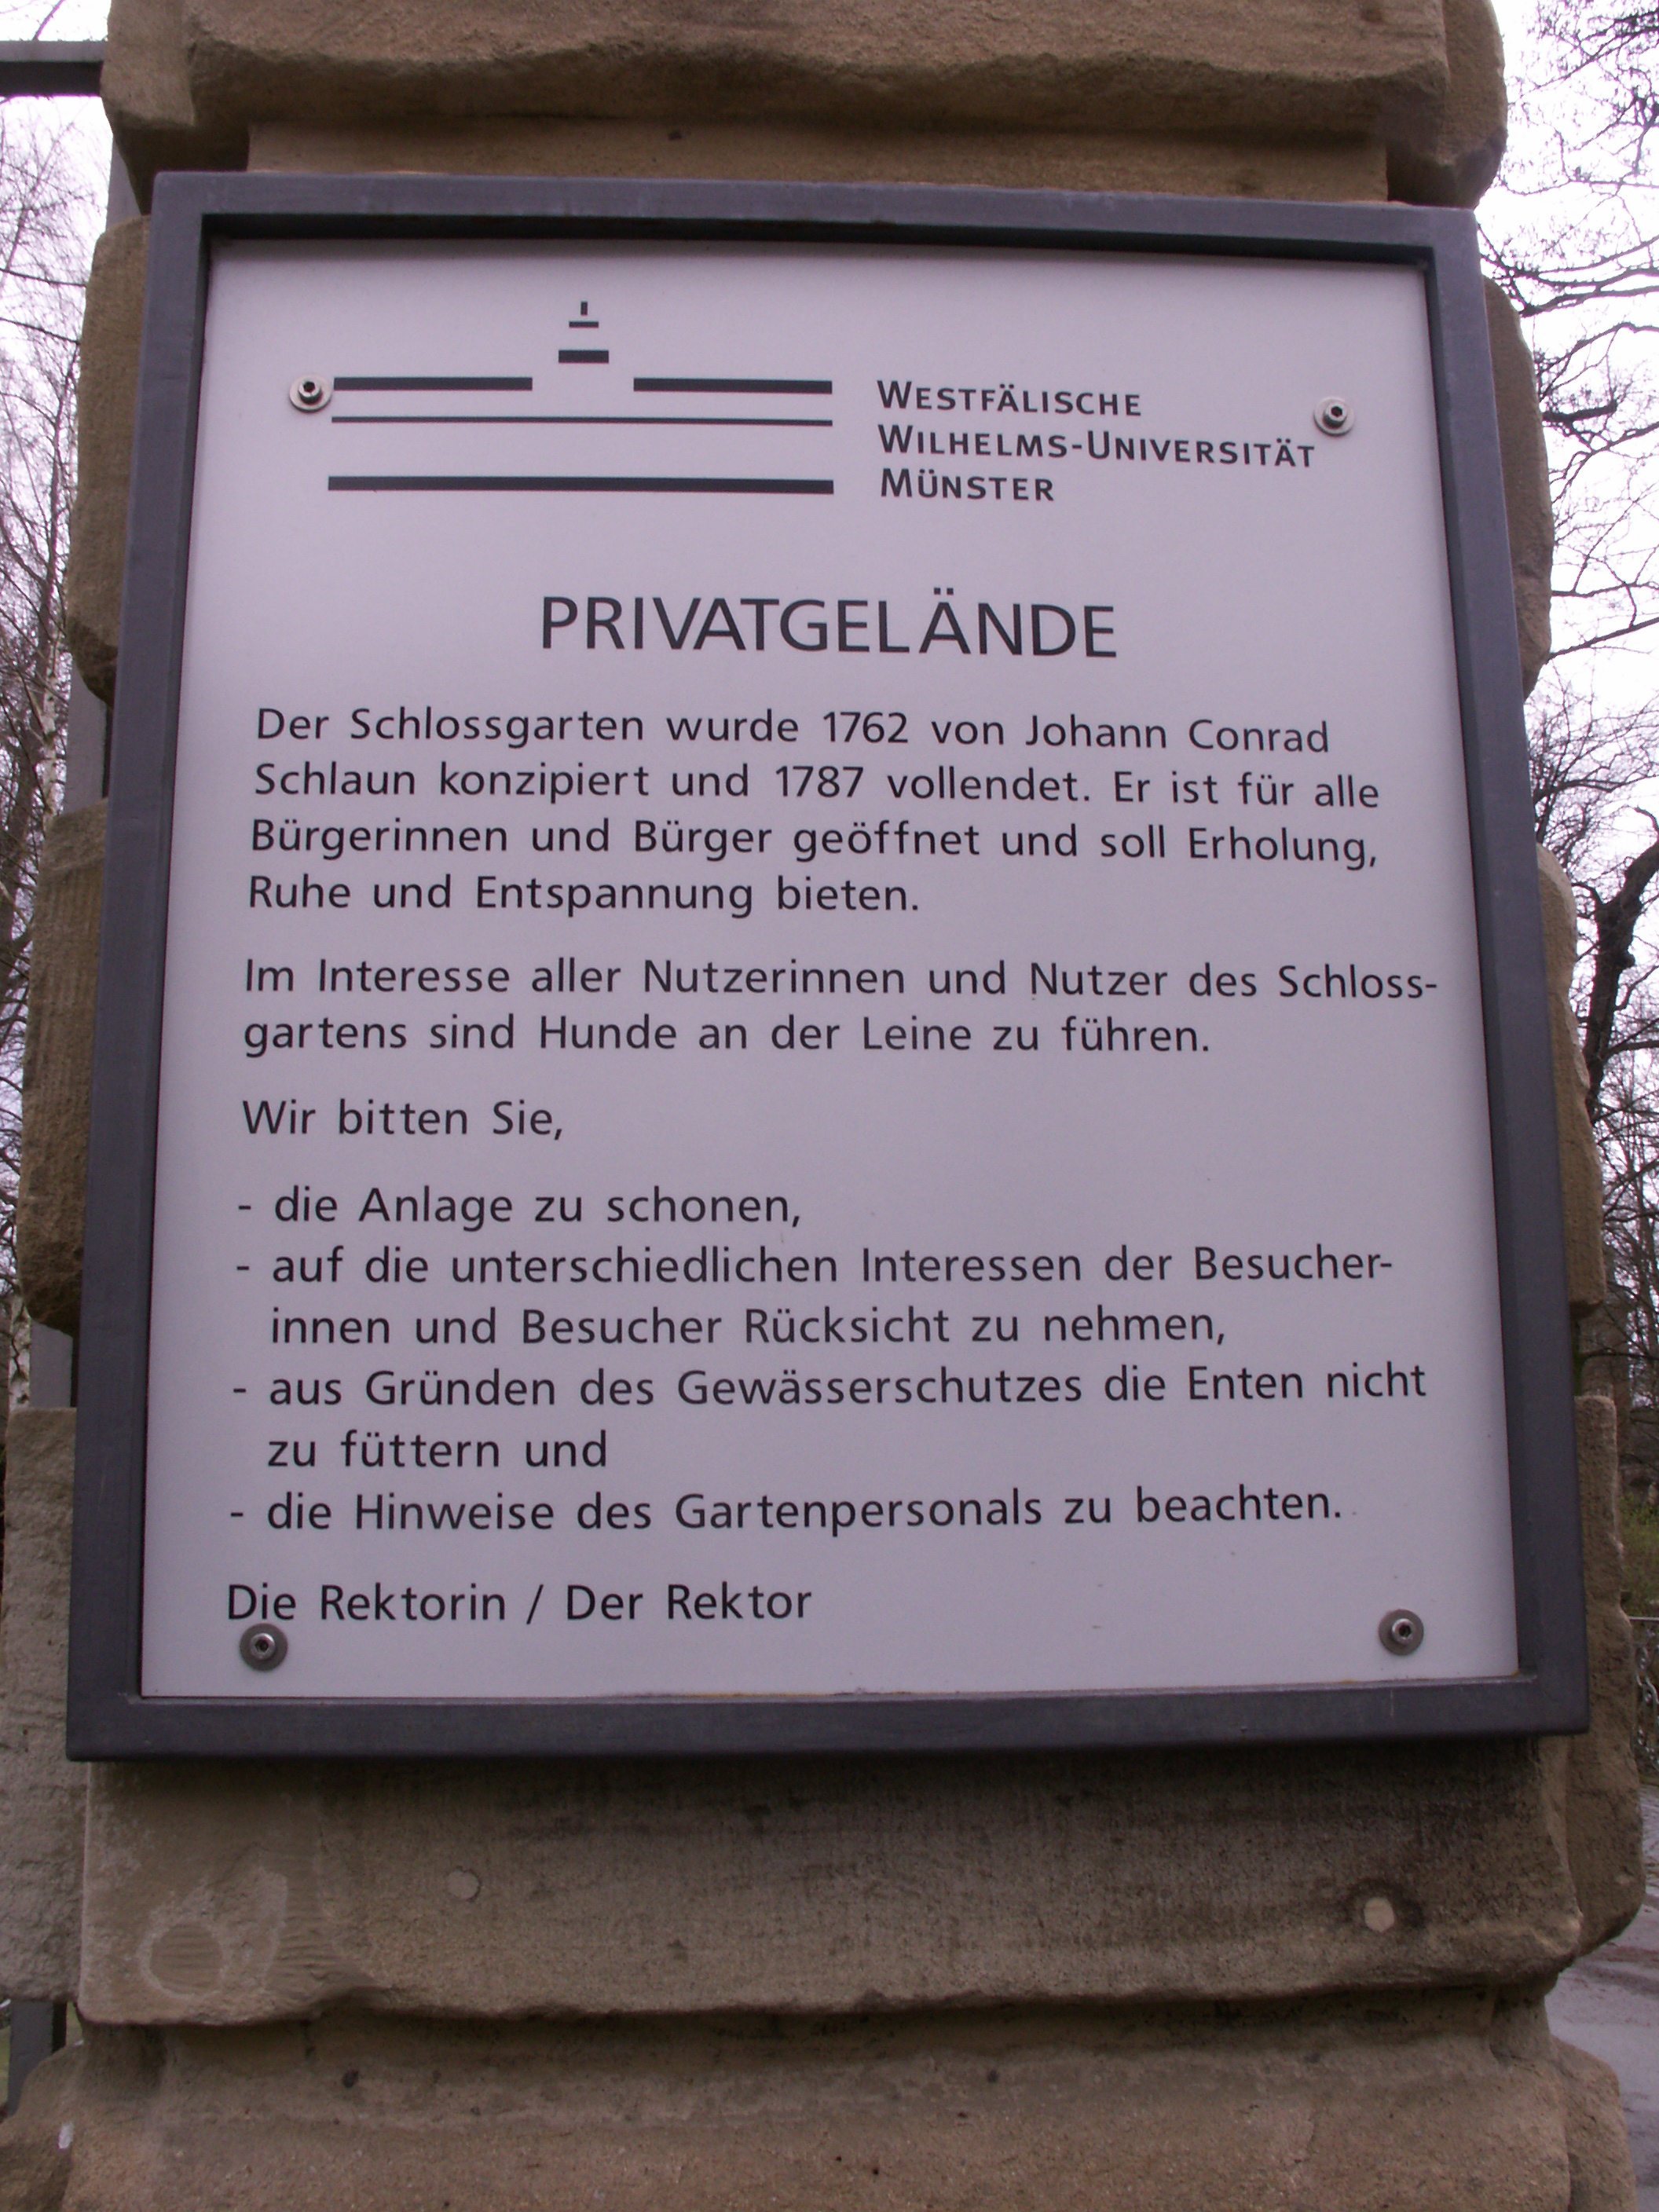 WESTFÄLISCHE
WILHELMS-UNIVERSITÄT
MÜNSTER
PRIVATGELÄNDE
Der Schlossgarten wurde 1762 von Johann Conrad
Schlaun konzipiert und 1787 vollendet. Er ist für alle
Bürgerinnen und Bürger geöffnet und soll Erholung,
Ruhe und Entspannung bieten.
Im Interesse aller Nutzerinnen und Nutzer des Schloss-
gartens sind Hunde an der Leine zu führen.
Wir bitten Sie,
- die Anlage zu schonen,
- auf die unterschiedlichen Interessen der Besucher-
innen und Besucher Rücksicht zu nehmen,
- aus Gründen des Gewässerschutzes die Enten nicht
zu füttern und
- die Hinweise des Gartenpersonals zu beachten.
Die Rektorin / Der Rektor